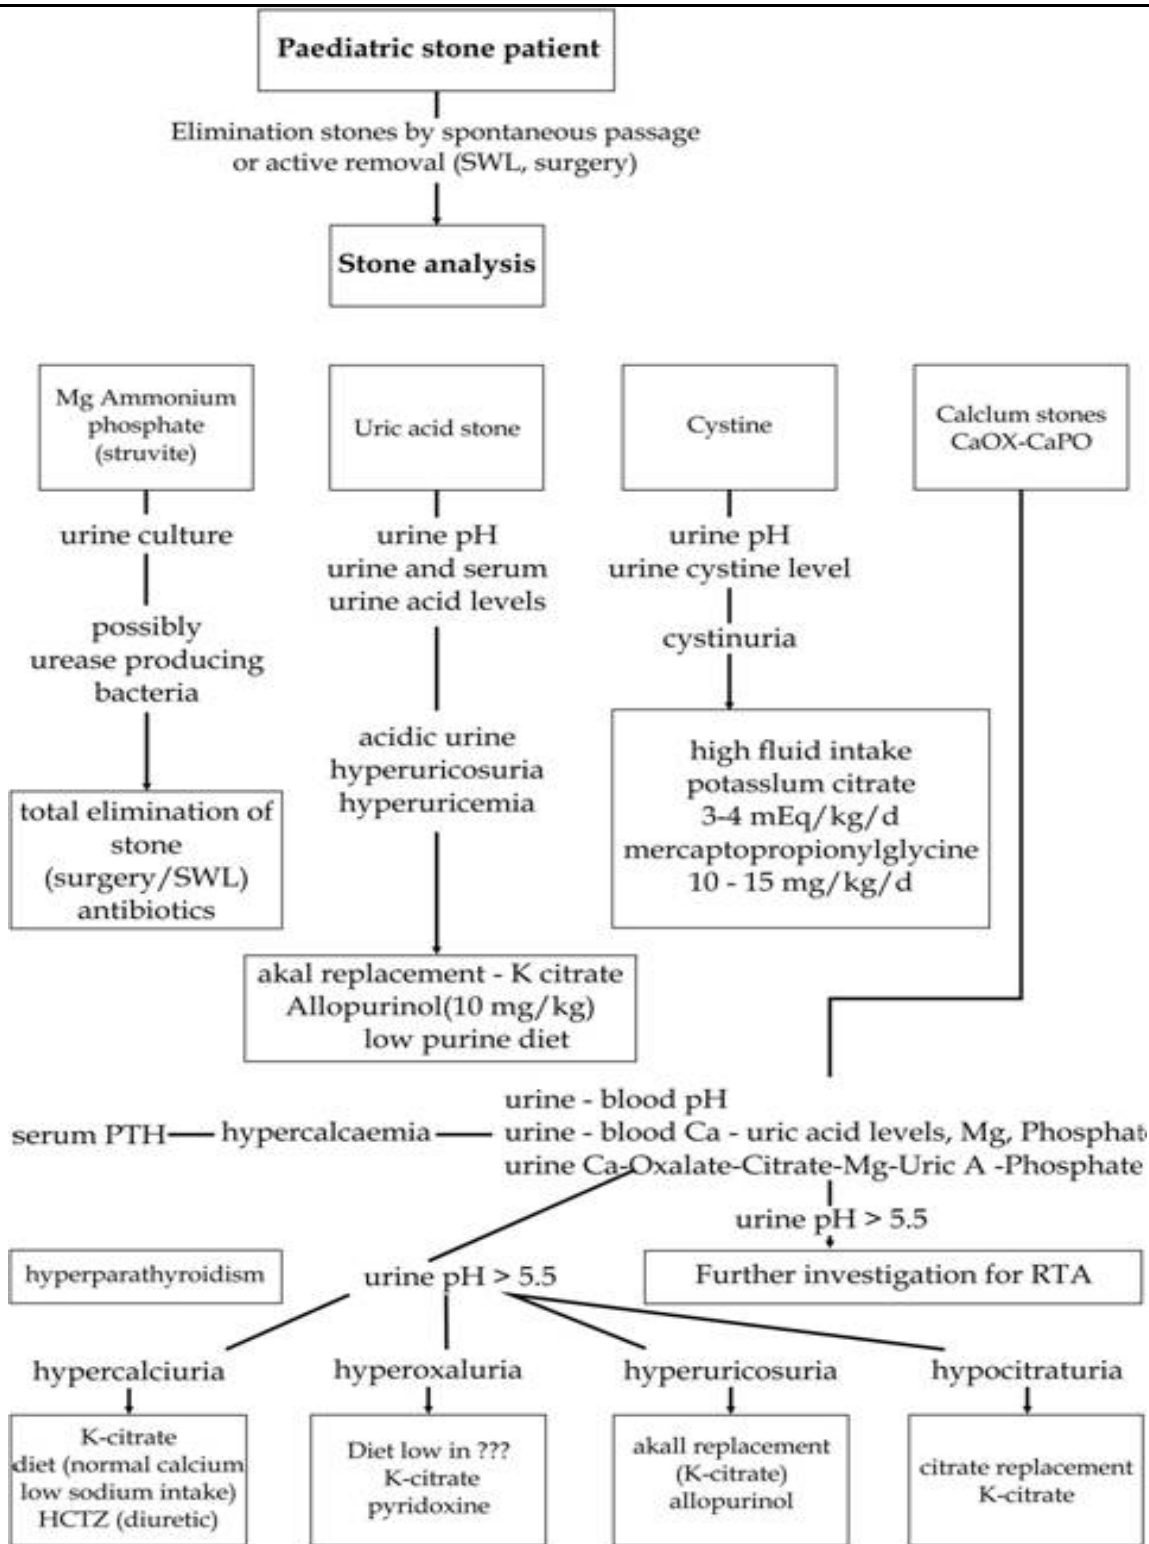 Paediatric stone patient
Elimination stones by spontaneous passage
or active removal (SWL, surgery)
Stone analysis
Mg Ammonium
phosphate
(struvite)
Uric acid stone
Cystine
Calclum stones
CaOX-CaPO
urine culture
possibly
urease producing
bacteria
total elimination of
stone
(surgery/SWL)
antibiotics
urine pH
urine and serum
urine acid levels
acidic urine
hyperuricosuria
hyperuricemia
akal replacement - K citrate
Allopurinol(10 mg/kg)
low purine diet
urine pH
urine cystine level
cystinuria
high fluid intake
potasslum citrate
3-4 mEq/kg/d
mercaptopropionylglycine
10 - 15 mg/kg/d
urine - blood pH
serum PTH
hypercalcaemia
urine - blood Ca - uric acid levels, Mg, Phosphat
urine Ca-Oxalate-Citrate-Mg-Uric A -Phosphate
urine pH > 5.5
hyperparathyroidism
urine pH > 5.5
Further investigation for RTA
hypercalciuria
hyperoxaluria
hyperuricosuria
hypocitraturia
K-citrate
diet (normal calcium
low sodium intake)
HCTZ (diuretic)
Diet low in ???
K-citrate
pyridoxine
akall replacement
(K-citrate)
allopurinol
citrate replacement
K-citrate